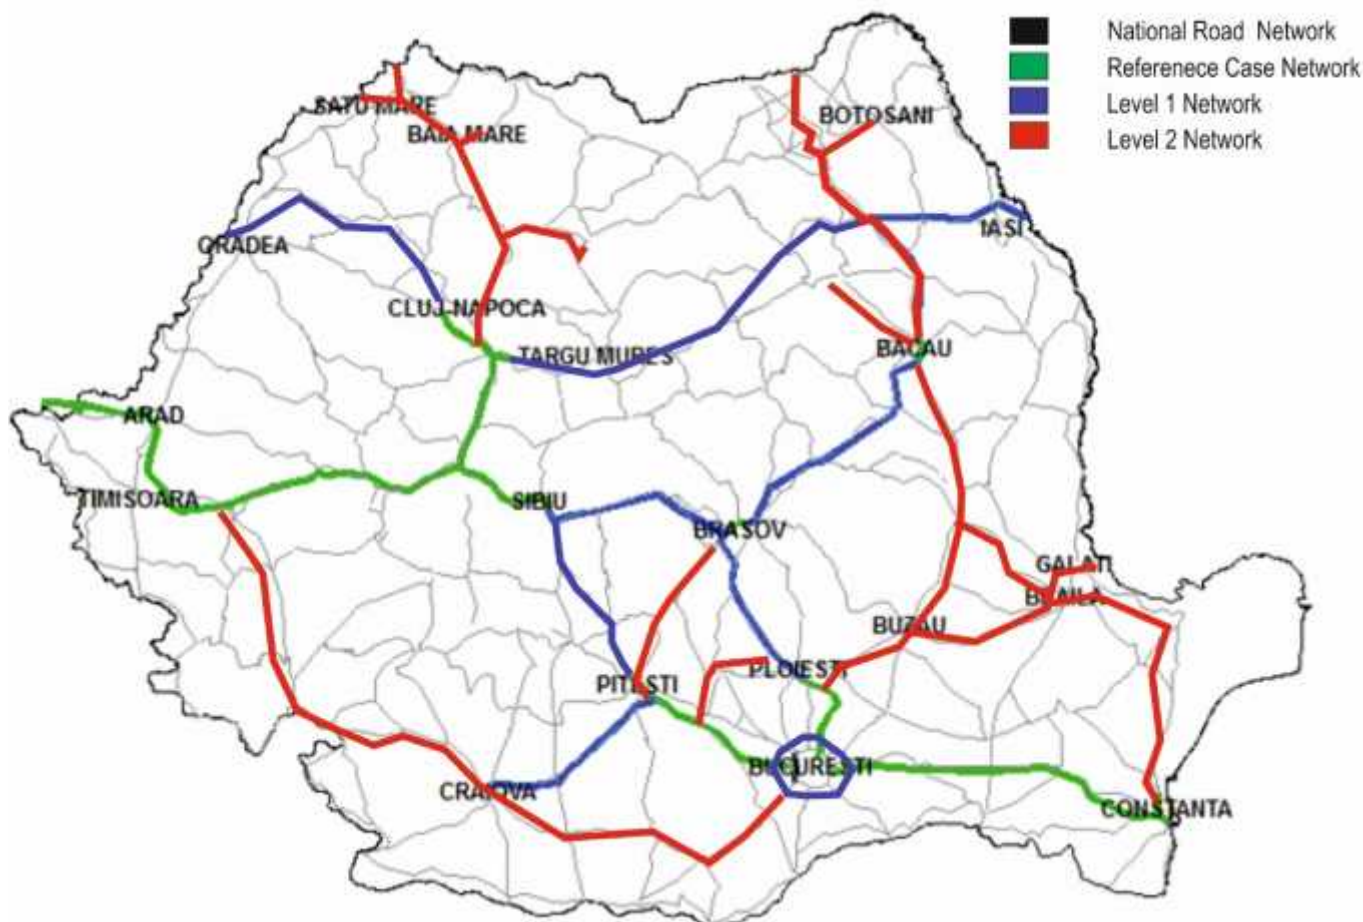 National Road Network
Referenece Case Network
Level 1 Network
Level 2 Network
SATU MARE
BAIA MARE
BOTOSANI
ORADEA
IASI
CLUJ-NAPOCA
TARGU MURES
BACAU
ARAD
TIMISOARA
SIBIU
BRASOV
GALATI
BRAILA
BUZAU
PITESTI
PLOIESTI
BUCURESTI
CRAIOVA
CONSTANTA